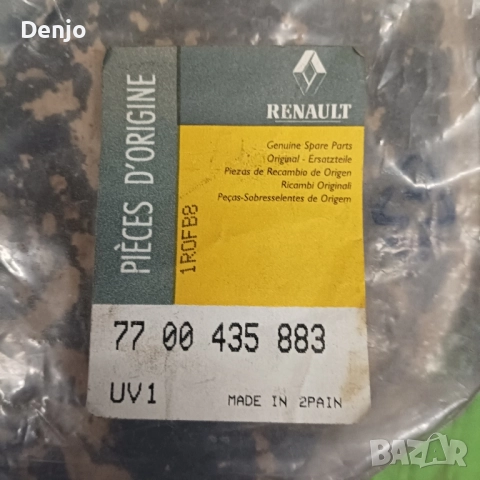 Denjo
RENAULT
Genuine Spare Parts
Original - Ersatzteile
Piezas de Recambio de Origen
Ricambi Originali
Peças-Sobresselentes de Origem
PIÈCES D'ORIGINE
1ROFB8
77 00 435 883
UV1
MADE IN 2PAIN
BAZAR